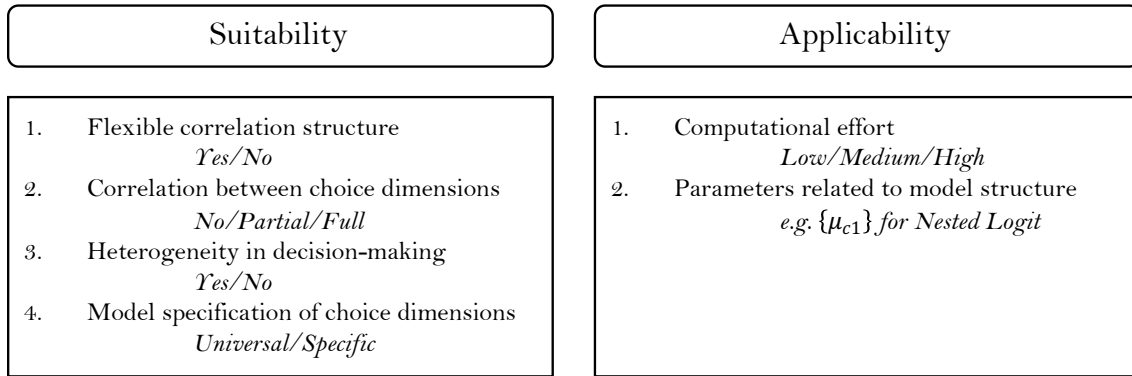 Suitability
1. Flexible correlation structure
Yes/No
2. Correlation between choice dimensions
No/Partial/Full
3. Heterogeneity in decision-making
Yes/No
4. Model specification of choice dimensions
Universal/Specific
Applicability
1. Computational effort
Low/Medium/High
2. Parameters related to model structure
e.g. {μ_c1} for Nested Logit